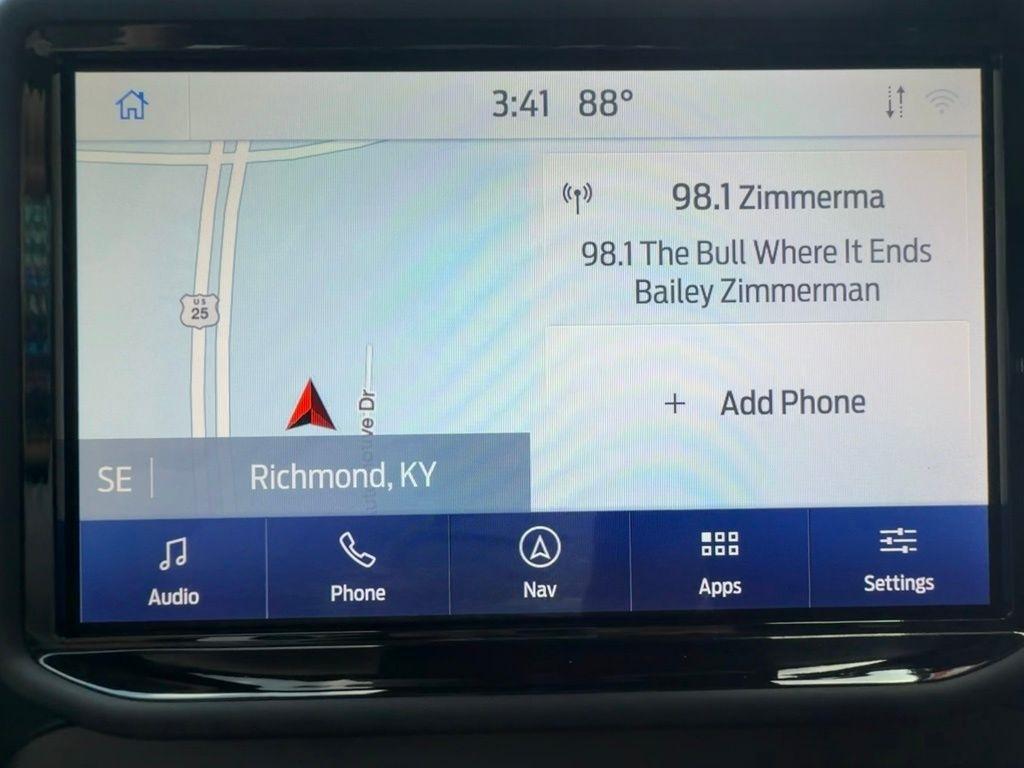 3:41 88°
98.1 Zimmerma
98.1 The Bull Where It Ends
Bailey Zimmerman
US
25
Dr
Add Phone
SE
Richmond, KY
Audio
Phone
Nav
Apps
Settings